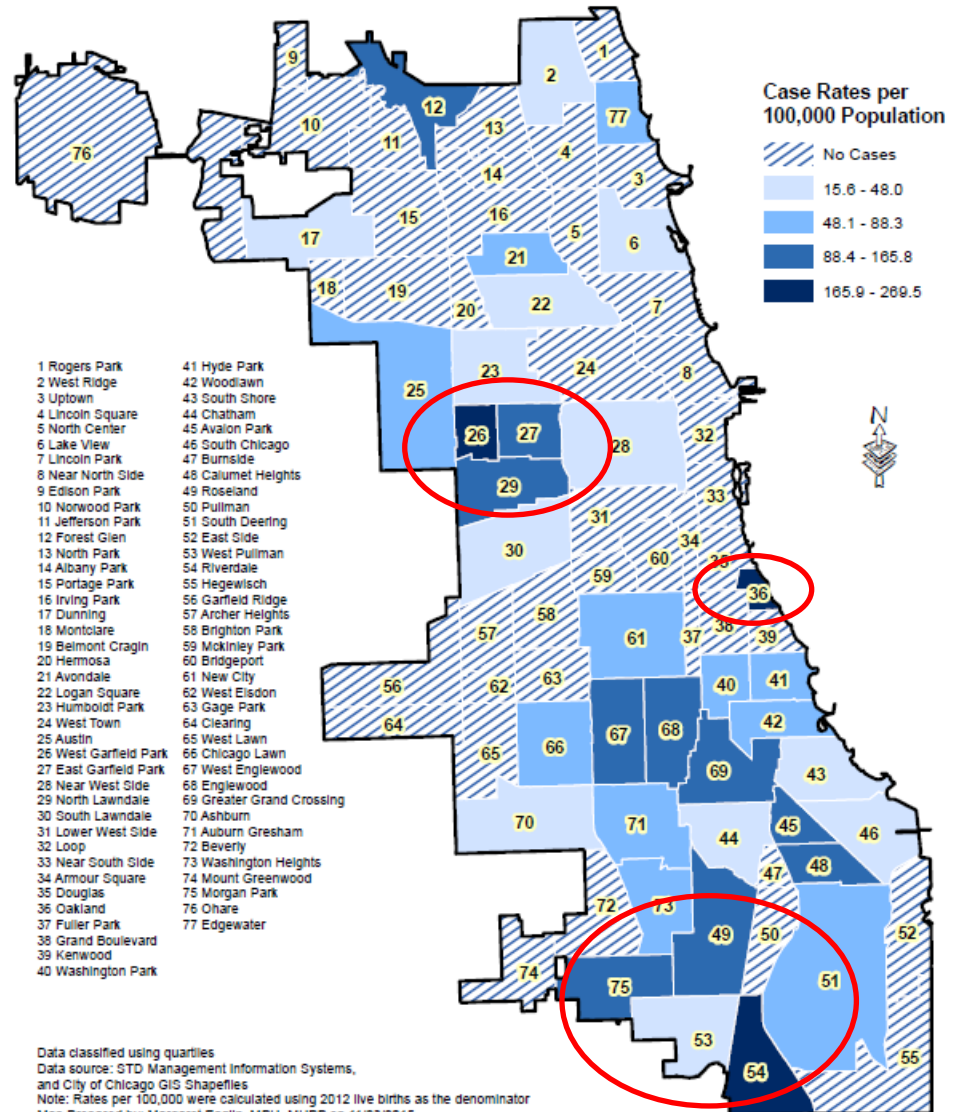 Case Rates per
100,000 Population
No Cases
15.6 - 48.0
48.1 - 88.3
88.4 - 165.8
165.9 - 269.5
N
1 Rogers Park
2 West Ridge
3 Uptown
4 Lincoln Square
5 North Center
6 Lake View
7 Lincoln Park
8 Near North Side
9 Edison Park
10 Norwood Park
11 Jefferson Park
12 Forest Glen
13 North Park
14 Albany Park
15 Portage Park
16 Irving Park
17 Dunning
18 Montclare
19 Belmont Cragin
20 Hermosa
21 Avondale
22 Logan Square
23 Humboldt Park
24 West Town
25 Austin
26 West Garfield Park
27 East Garfield Park
28 Near West Side
29 North Lawndale
30 South Lawndale
31 Lower West Side
32 Loop
33 Near South Side
34 Armour Square
35 Douglas
36 Oakland
37 Fuller Park
38 Grand Boulevard
39 Kenwood
40 Washington Park
41 Hyde Park
42 Woodlawn
43 South Shore
44 Chatham
45 Avalon Park
46 South Chicago
47 Burnside
48 Calumet Heights
49 Roseland
50 Pullman
51 South Deering
52 East Side
53 West Pullman
54 Riverdale
55 Hegewisch
56 Garfield Ridge
57 Archer Heights
58 Brighton Park
59 Mckinley Park
60 Bridgeport
61 New City
62 West Elsdon
63 Gage Park
64 Clearing
65 West Lawn
66 Chicago Lawn
67 West Englewood
68 Englewood
69 Greater Grand Crossing
70 Ashburn
71 Auburn Gresham
72 Beverly
73 Washington Heights
74 Mount Greenwood
75 Morgan Park
76 Ohare
77 Edgewater
1
2
9
12
77
10
13
11
4
76
14
3
15
16
5
17
6
21
18
19
20
22
7
23
24
8
25
26
27
28
32
29
33
31
34
30
60
35
59
36
58
38
57
61
37
39
63
56
62
40
41
64
42
67
68
65
66
69
43
70
71
44
45
46
47
48
72
73
49
50
52
74
75
51
53
55
54
Data classified using quartiles
Data source: STD Management Information Systems,
and City of Chicago GIS Shapefiles
Note: Rates per 100,000 were calculated using 2012 live births as the denominator